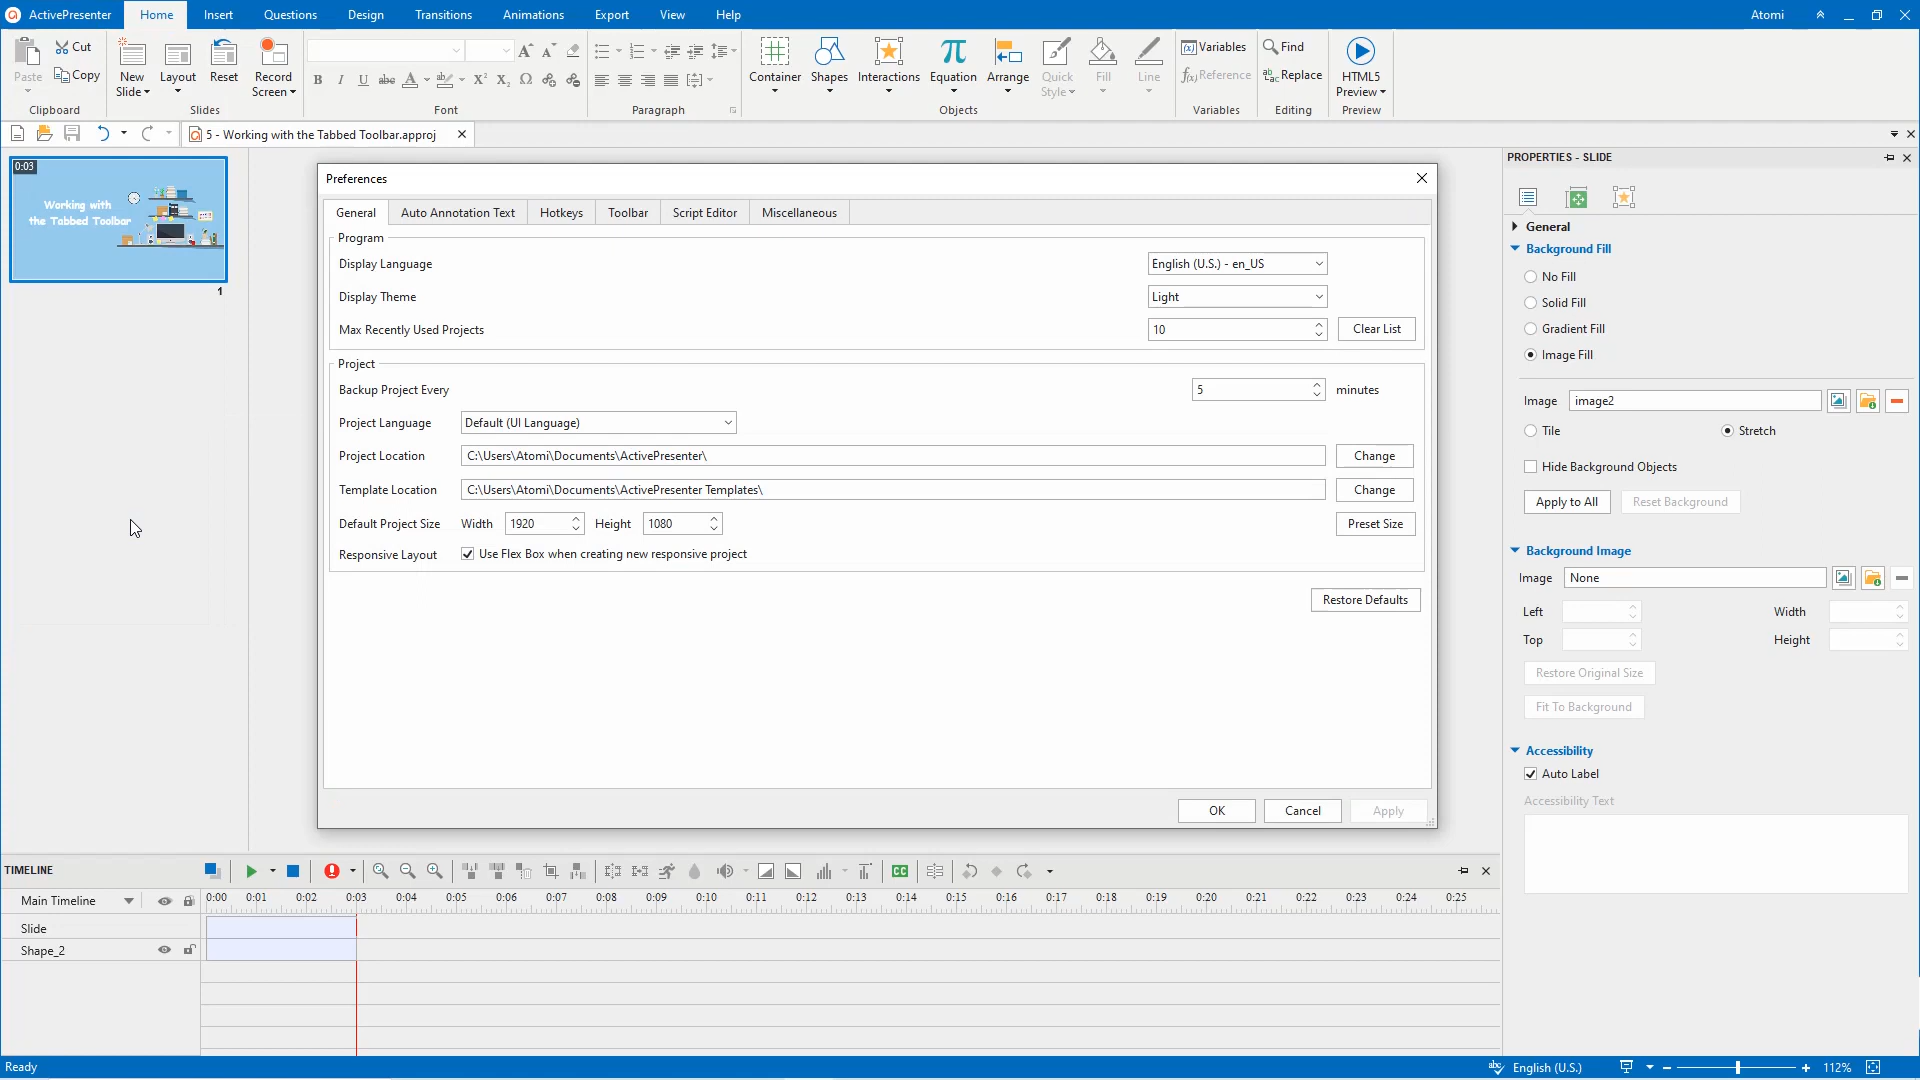 ActivePresenter Home Insert Questions Design Transitions Animations Export View Help Atomi
Paste Cut Copy Clipboard
New Slide Layout Reset Record Screen Slides
B I U abc A ab X² X₂ Ω Font
Paragraph
Container Shapes Interactions Equation Arrange Quick Style Fill Line Objects
(x) Variables f(x) Reference Variables
Find Replace Editing
HTML5 Preview Preview
5 - Working with the Tabbed Toolbar.approj
0:03
Working with
the Tabbed Toolbar
1
Preferences
General Auto Annotation Text Hotkeys Toolbar Script Editor Miscellaneous
Program
Display Language English (U.S.) - en_US
Display Theme Light
Max Recently Used Projects 10 Clear List
Project
Backup Project Every 5 minutes
Project Language Default (UI Language)
Project Location C:\Users\Atomi\Documents\ActivePresenter\ Change
Template Location C:\Users\Atomi\Documents\ActivePresenter Templates\ Change
Default Project Size Width 1920 Height 1080 Preset Size
Responsive Layout Use Flex Box when creating new responsive project
Restore Defaults
OK Cancel Apply
PROPERTIES - SLIDE
General
Background Fill
No Fill
Solid Fill
Gradient Fill
Image Fill
Image image2
Tile Stretch
Hide Background Objects
Apply to All Reset Background
Background Image
Image None
Left Width
Top Height
Restore Original Size
Fit To Background
Accessibility
Auto Label
Accessibility Text
TIMELINE CC
Main Timeline 0:00 0:01 0:02 0:03 0:04 0:05 0:06 0:07 0:08 0:09 0:10 0:11 0:12 0:13 0:14 0:15 0:16 0:17 0:18 0:19 0:20 0:21 0:22 0:23 0:24 0:25
Slide
Shape_2
Ready abc English (U.S.) 112%